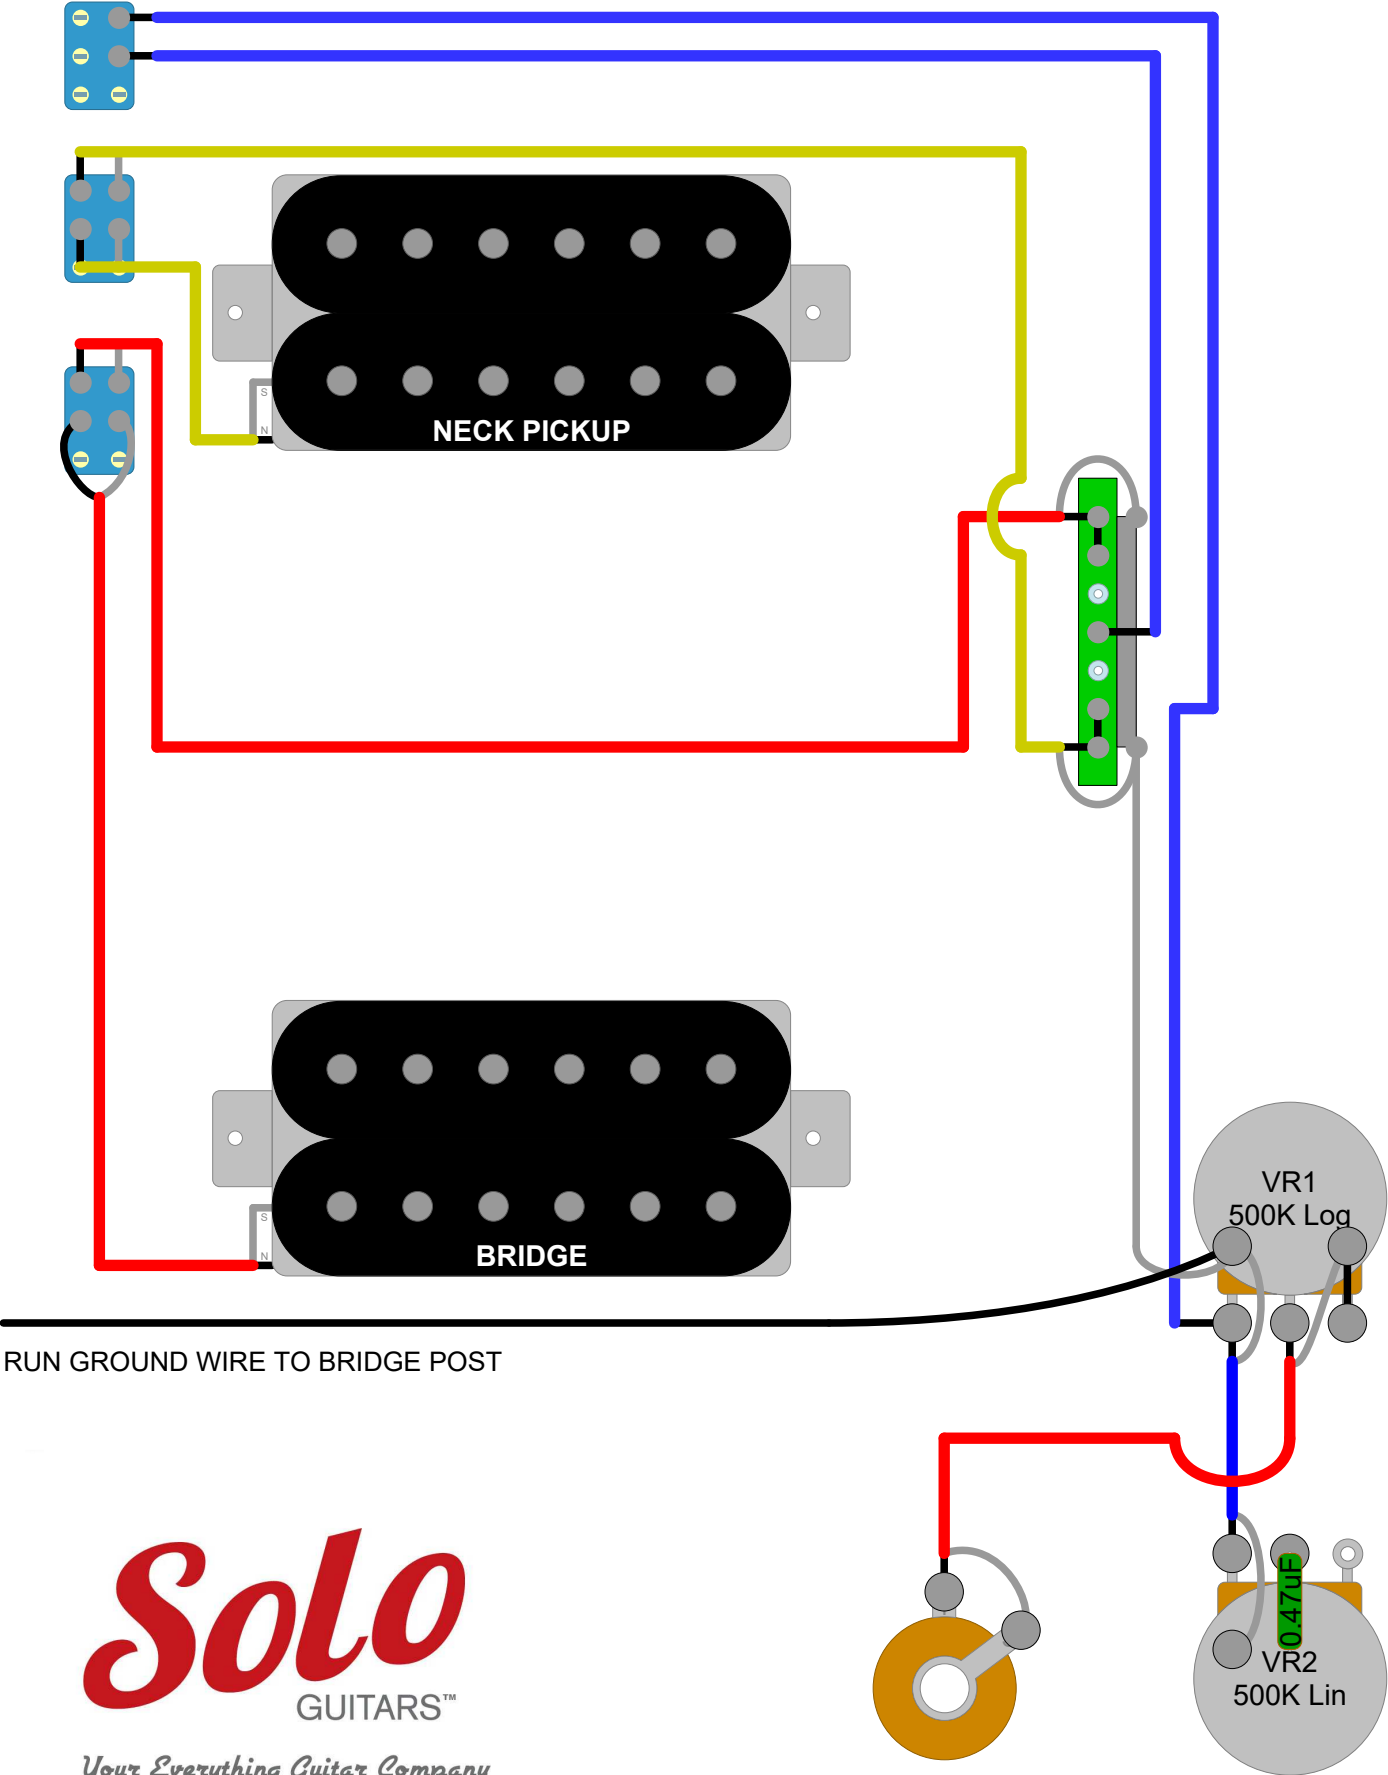 S
N
NECK PICKUP
S
N
BRIDGE
VR1
500K Log
RUN GROUND WIRE TO BRIDGE POST
0.47uF
VR2
500K Lin
Solo
GUITARS™
Your Everything Guitar Company